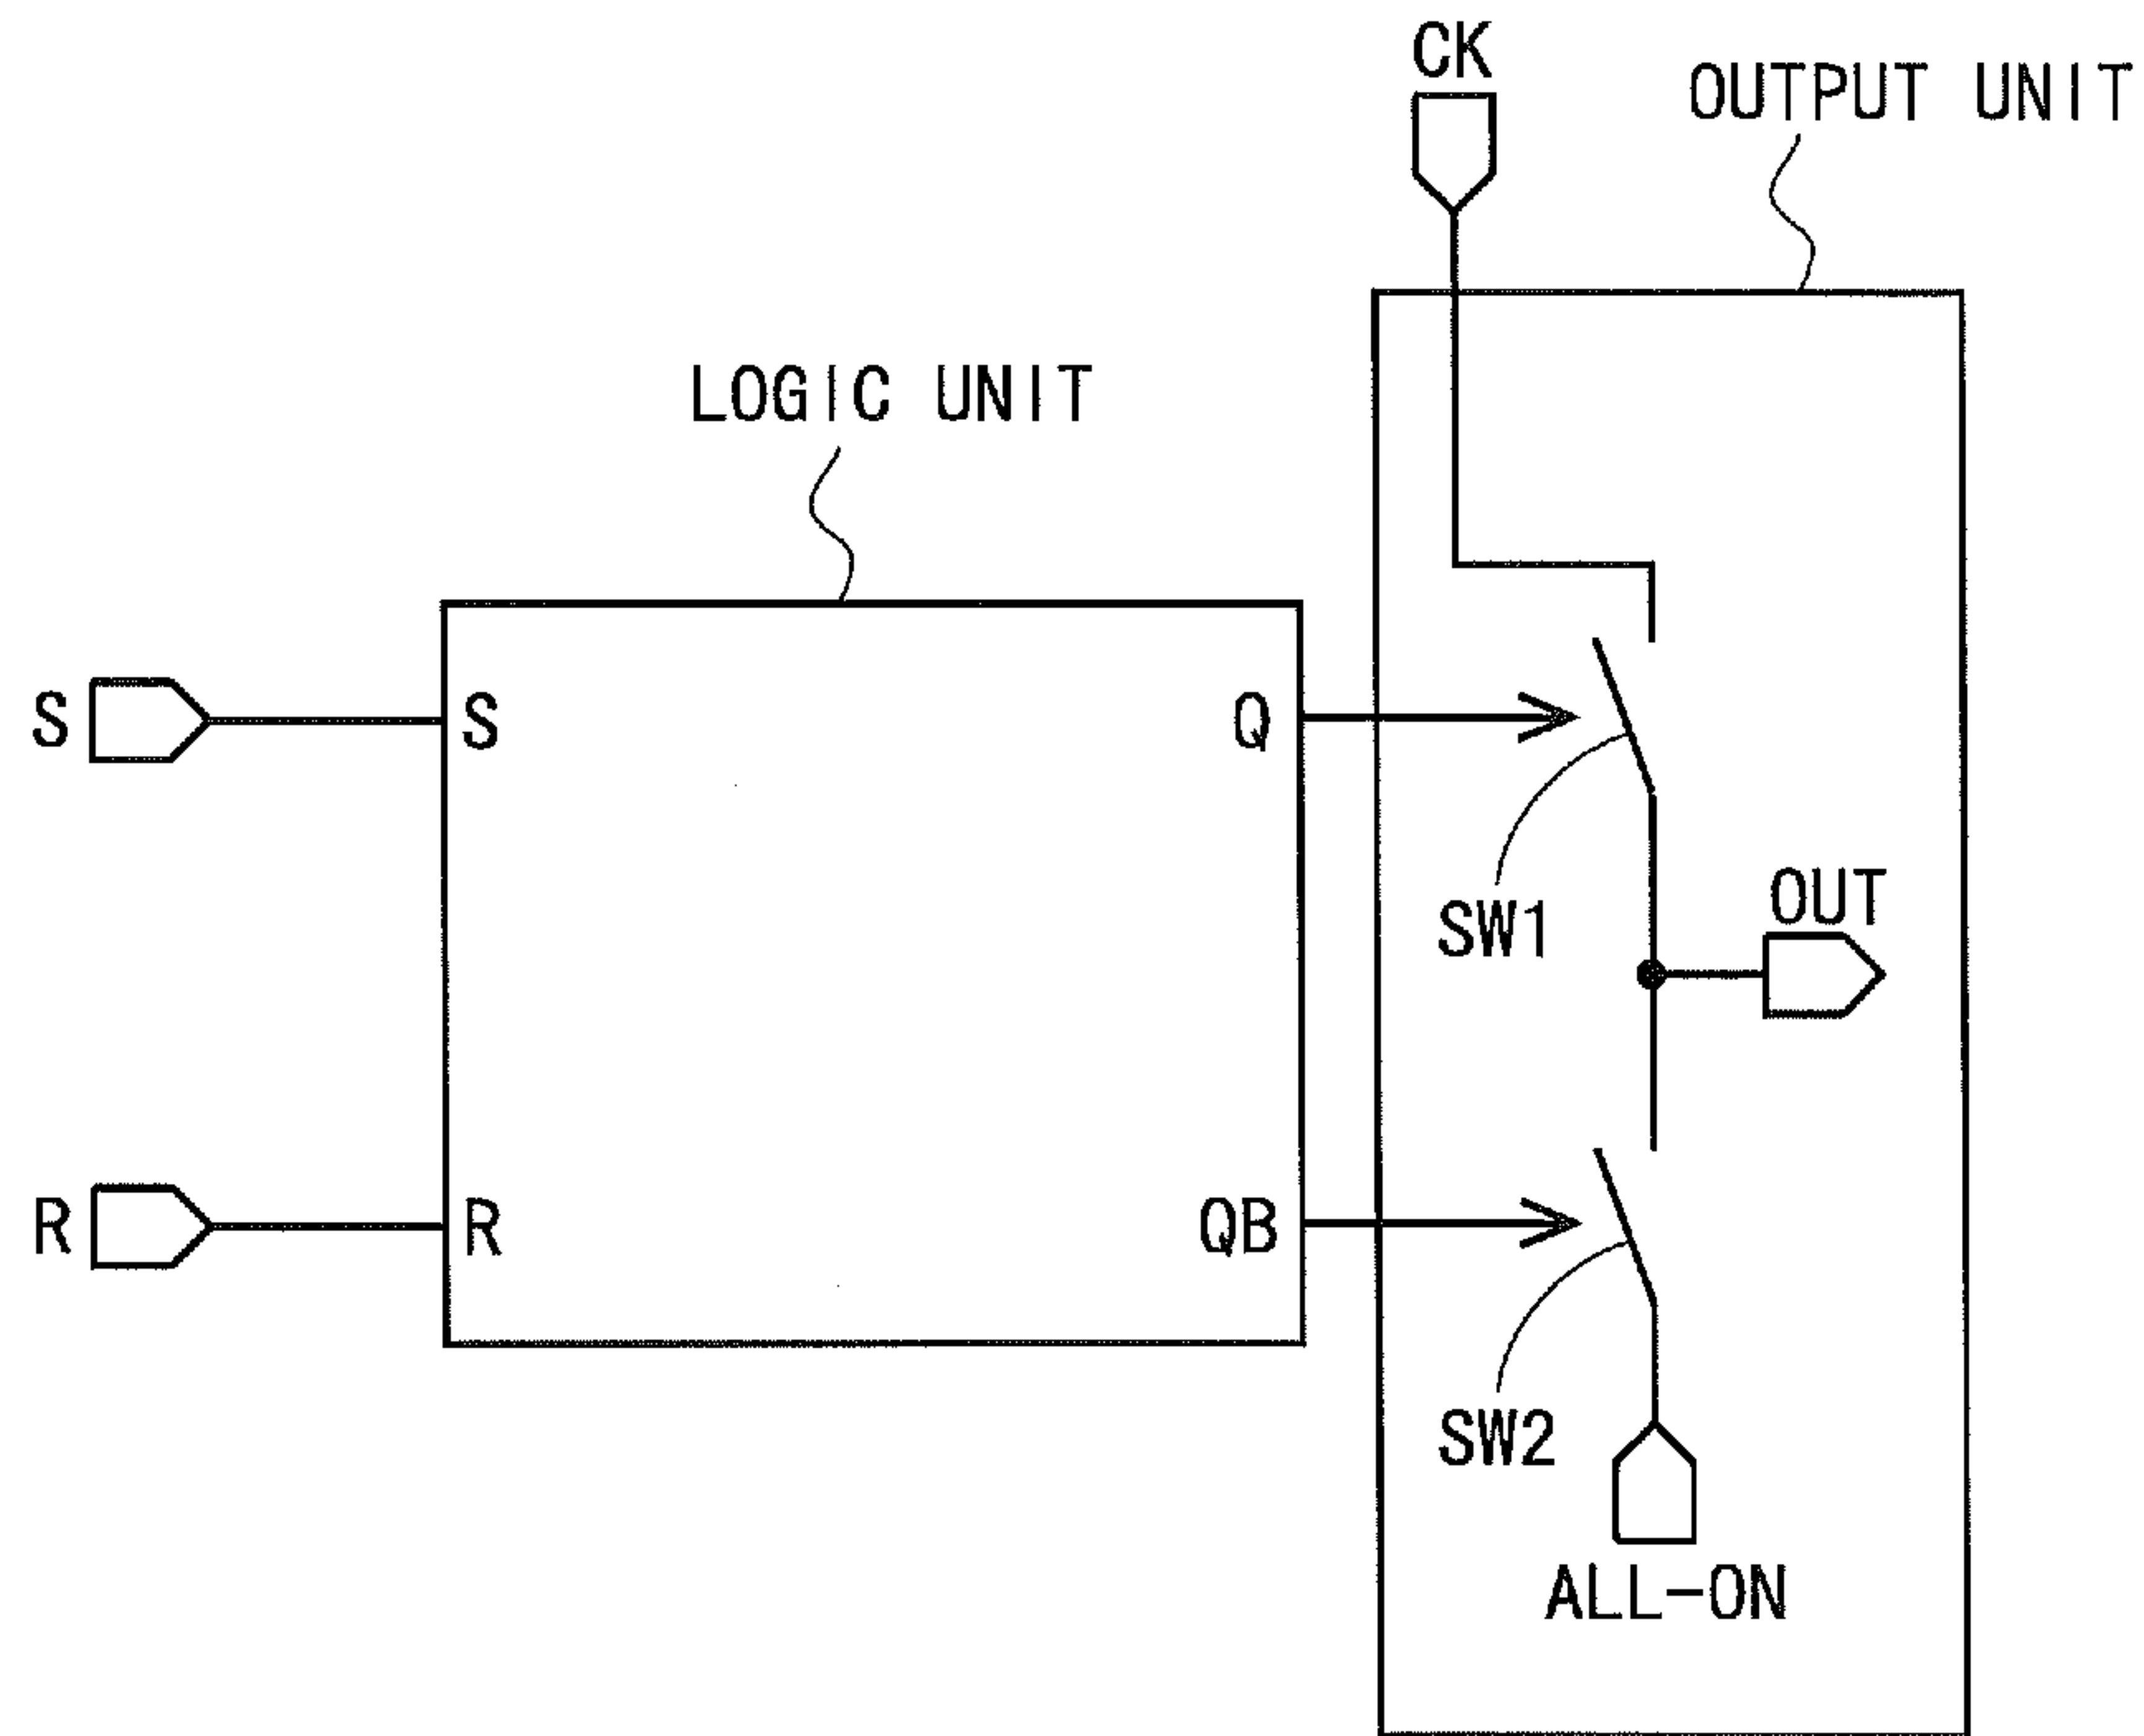 CK
OUTPUT UNIT
LOGIC UNIT
S
S
Q
OUT
SW1
R
R
QB
SW2
ALL-ON